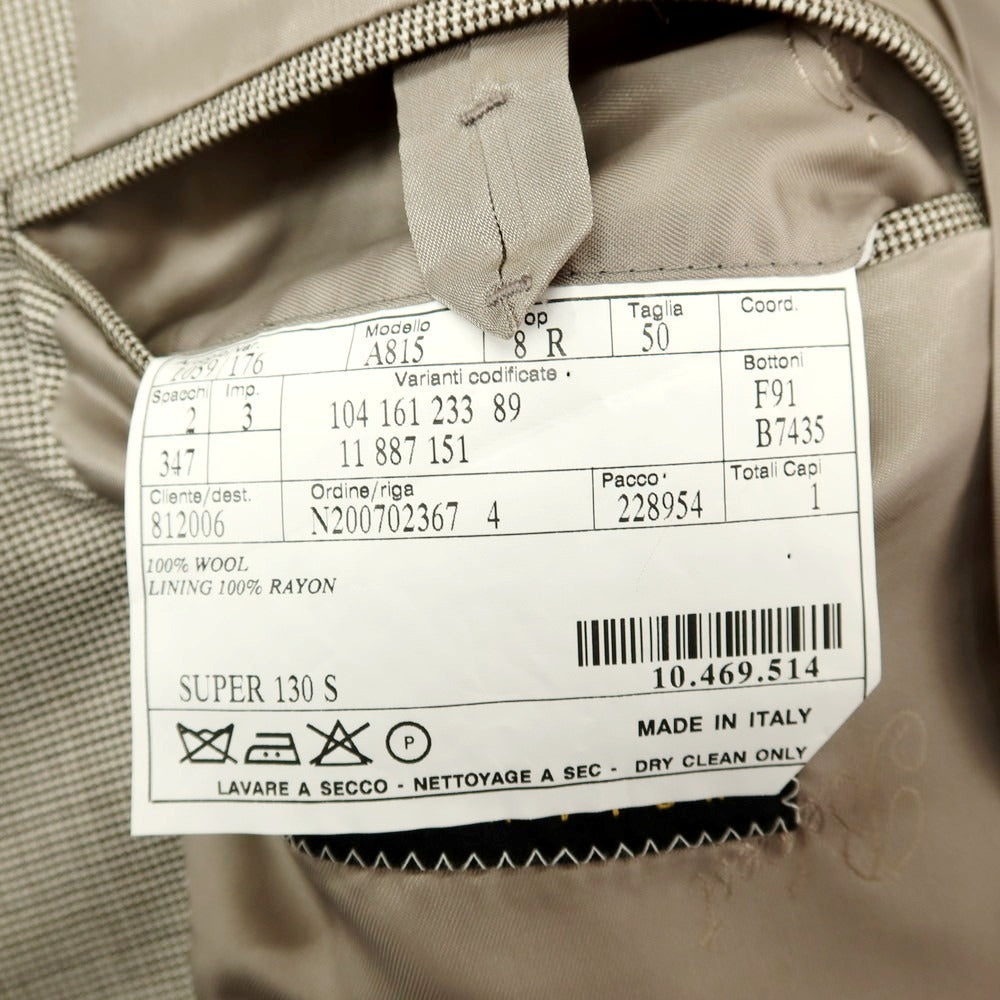 Modello
Taglia
Coord.
A815
8 R
50
Varianti codificate
Bottoni
Spacchi
Imp.
2
3
104 161 233 89
F91
347
11 887 151
B7435
Cliente/dest.
Ordine/riga
Pacco
Totali Capi
812006
N200702367 4
228954
1
100% WOOL
LINING 100% RAYON
10.469.514
SUPER 130 S
MADE IN ITALY
P
LAVARE A SECCO - NETTOYAGE A SEC - DRY CLEAN ONLY